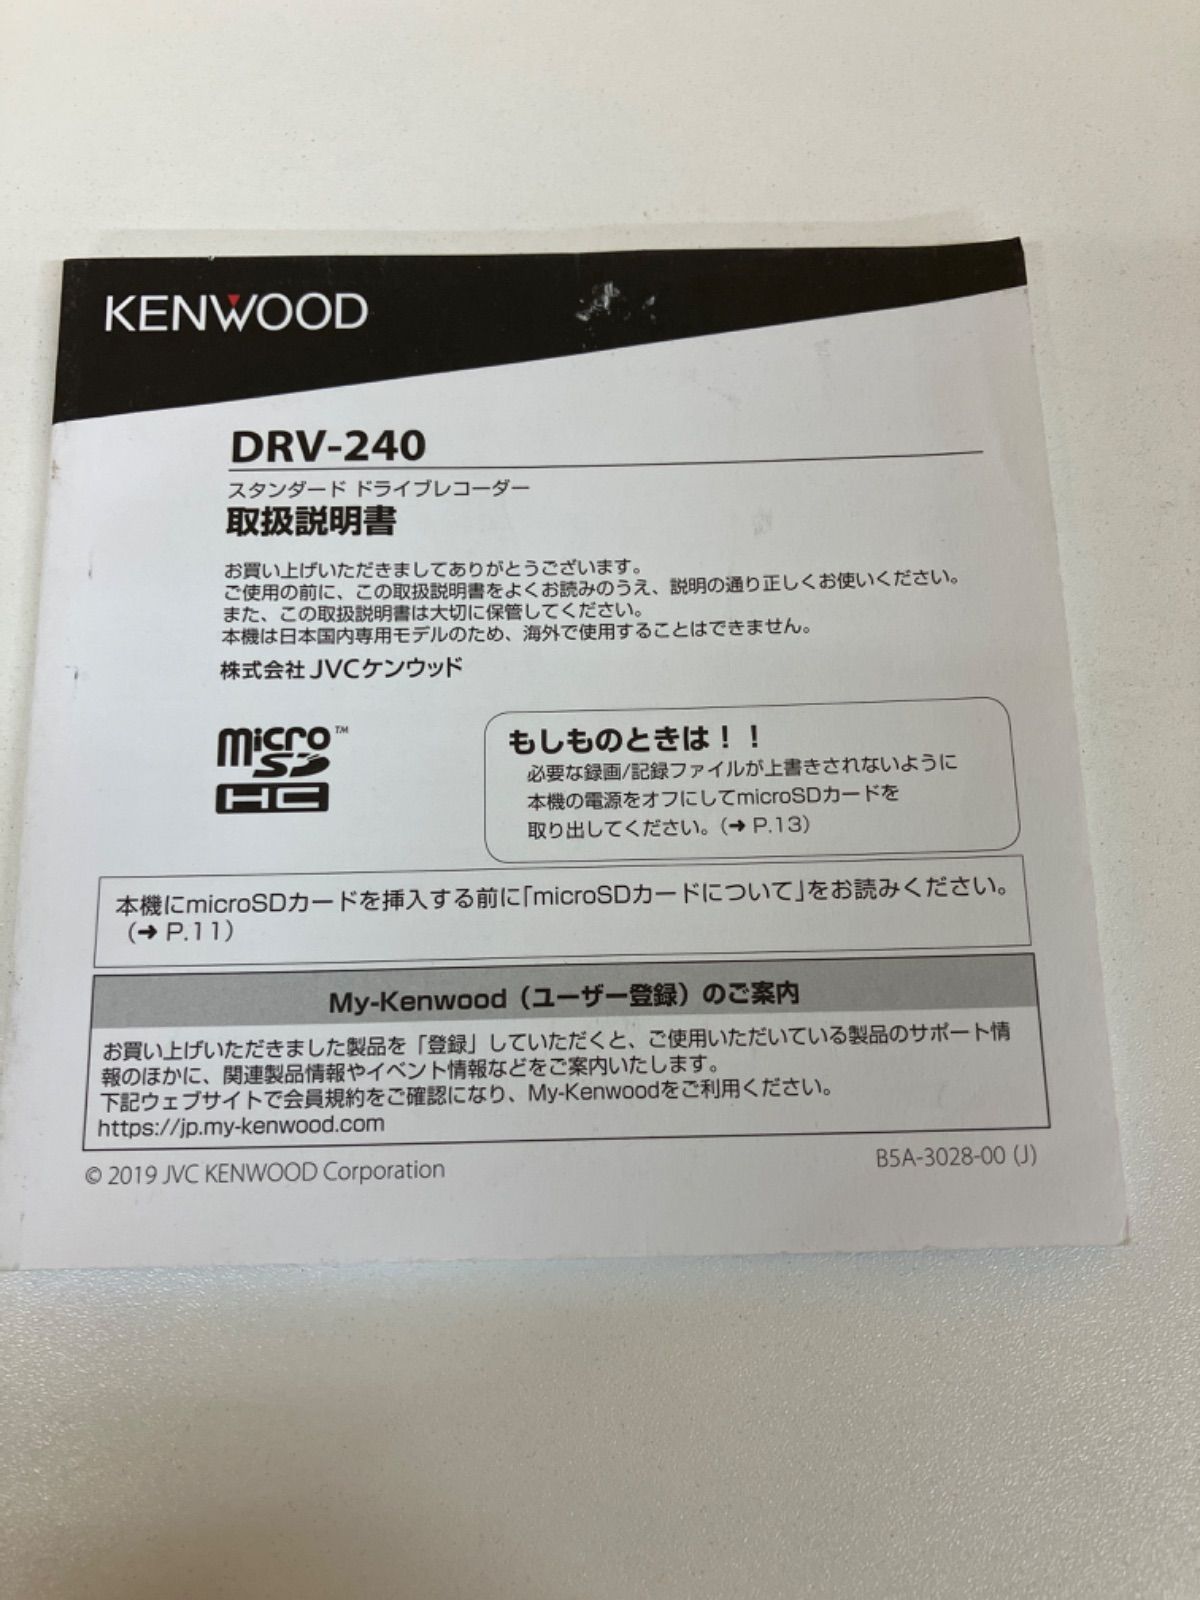 KENWOOD
DRV-240
スタンダード ドライブレコーダー
取扱説明書
お買い上げいただきましてありがとうございます。
ご使用の前に、この取扱説明書をよくお読みのうえ、説明の通り正しくお使いください。
また、この取扱説明書は大切に保管してください。
本機は日本国内専用モデルのため、海外で使用することはできません。
株式会社 JVCケンウッド
micro™
SD
HC
もしものときは！！
必要な録画/記録ファイルが上書きされないように
本機の電源をオフにしてmicroSDカードを
取り出してください。(➜ P.13)
本機にmicroSDカードを挿入する前に「microSDカードについて」をお読みください。
(➜ P.11)
My-Kenwood（ユーザー登録）のご案内
お買い上げいただきました製品を「登録」していただくと、ご使用いただいている製品のサポート情
報のほかに、関連製品情報やイベント情報などをご案内いたします。
下記ウェブサイトで会員規約をご確認になり、My-Kenwoodをご利用ください。
https://jp.my-kenwood.com
© 2019 JVC KENWOOD Corporation
B5A-3028-00 (J)